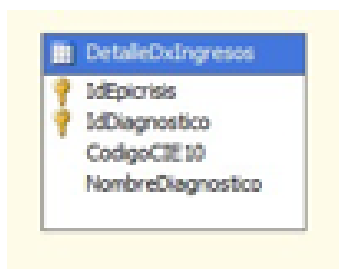 DetalleDxIngresos
IdEpicrisis
IdDiagnostico
CodigoCIE10
NombreDiagnostico